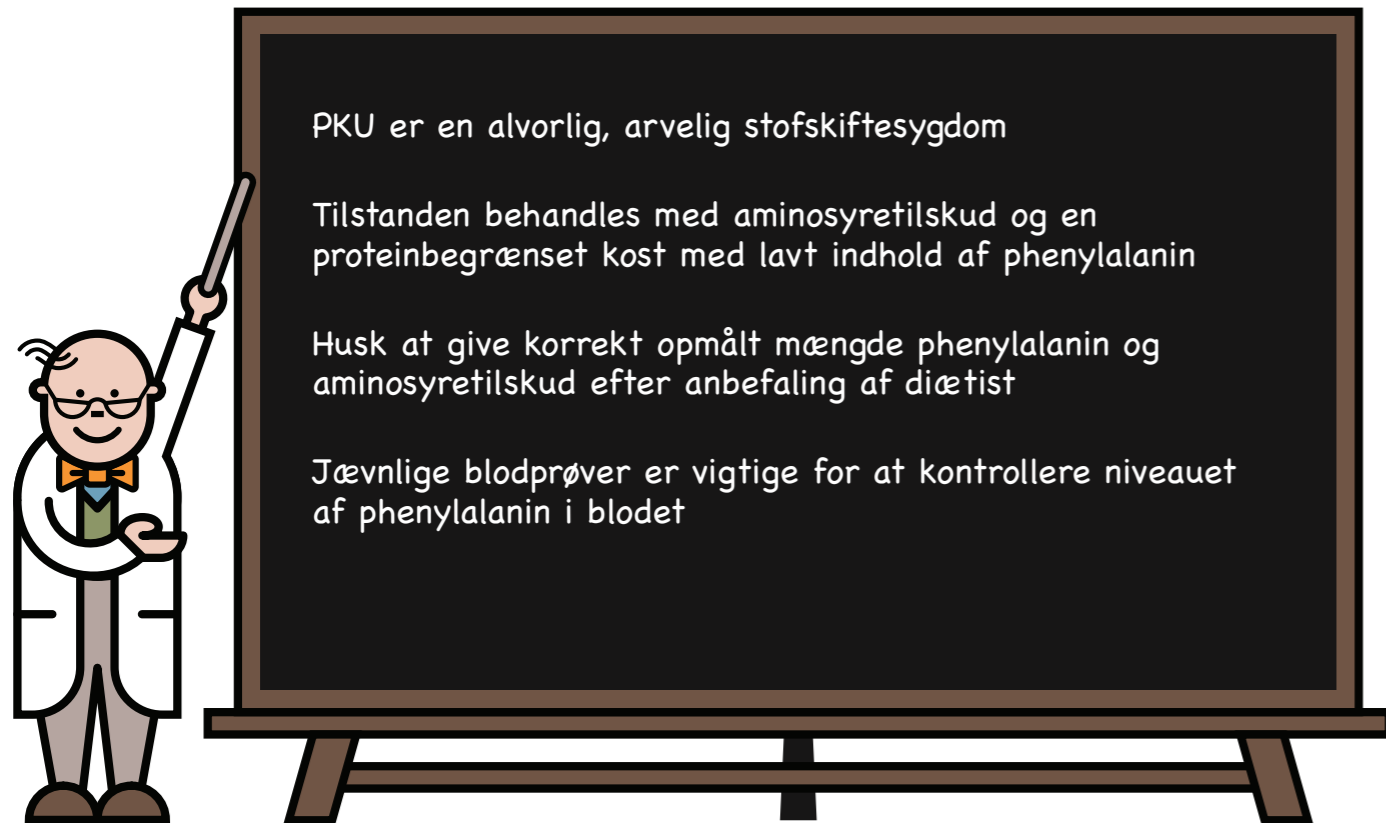 PKU er en alvorlig, arvelig stofskiftesygdom
Tilstanden behandles med aminosyretilskud og en
proteinbegrænset kost med lavt indhold af phenylalanin
Husk at give korrekt opmålt mængde phenylalanin og
aminosyretilskud efter anbefaling af diætist
Jævnlige blodprøver er vigtige for at kontrollere niveauet
af phenylalanin i blodet